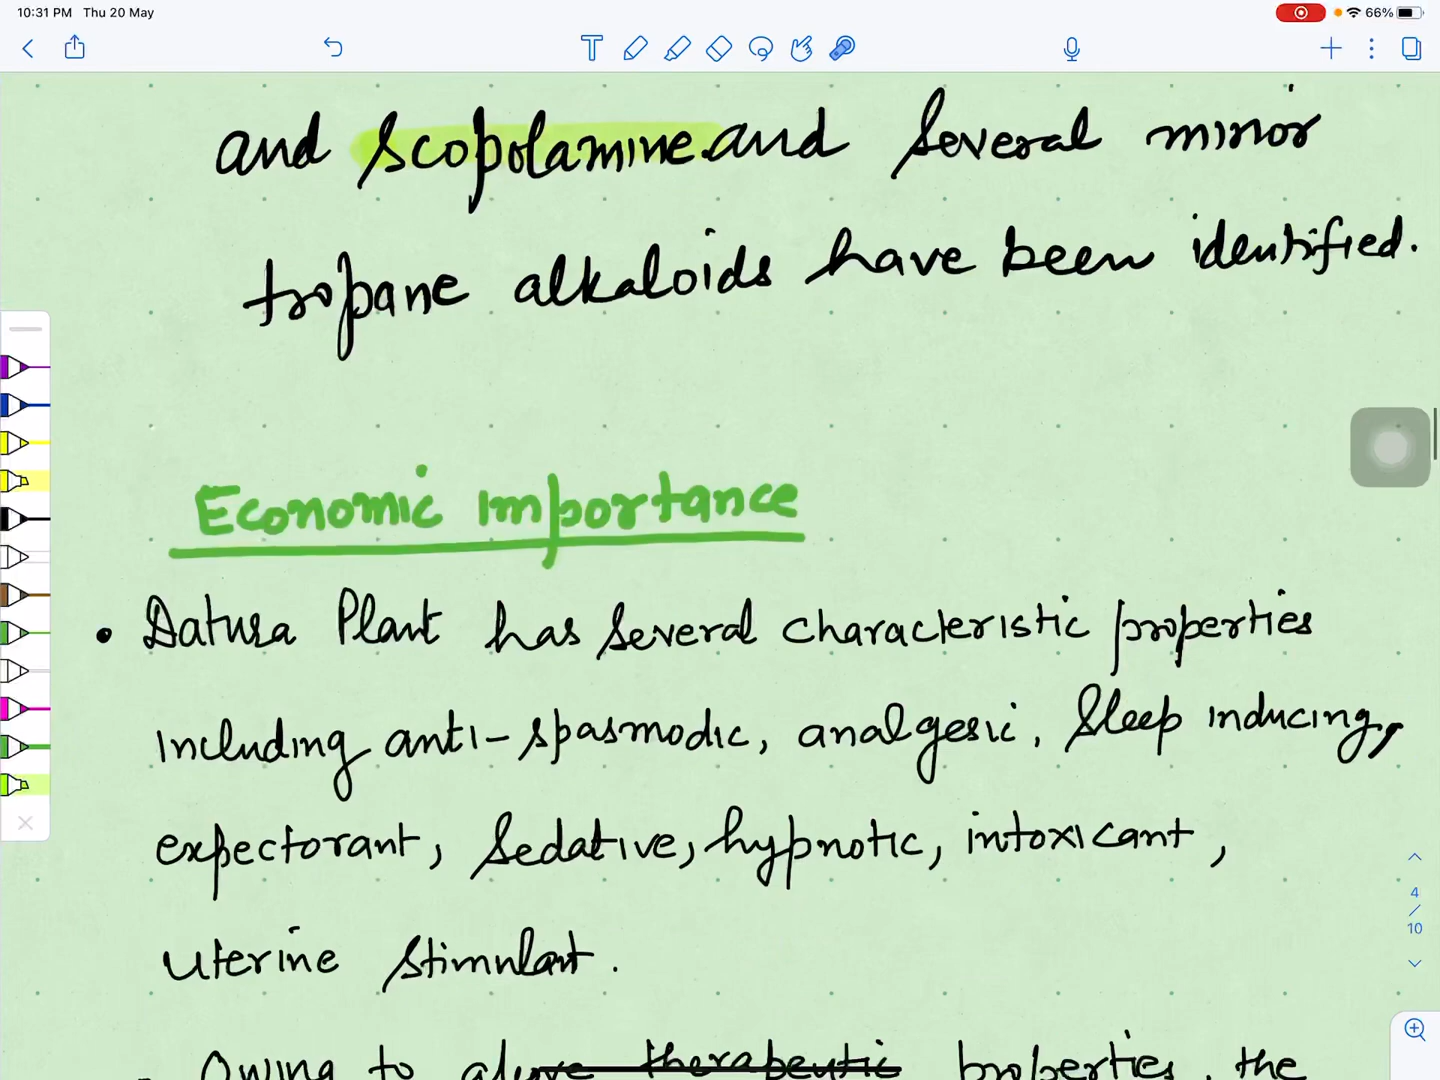 10:31 PM Thu 20 May
66%
and scopolamine.and several minor
tropane alkaloids have been identified.
Economic importance
• Datura Plant has several characteristic properties
including anti-spasmodic, analgesic, sleep inducing,
expectorant, sedative, hypnotic, intoxicant,
uterine stimulant.
4
/
10
Owing to above therapeutic properties, the